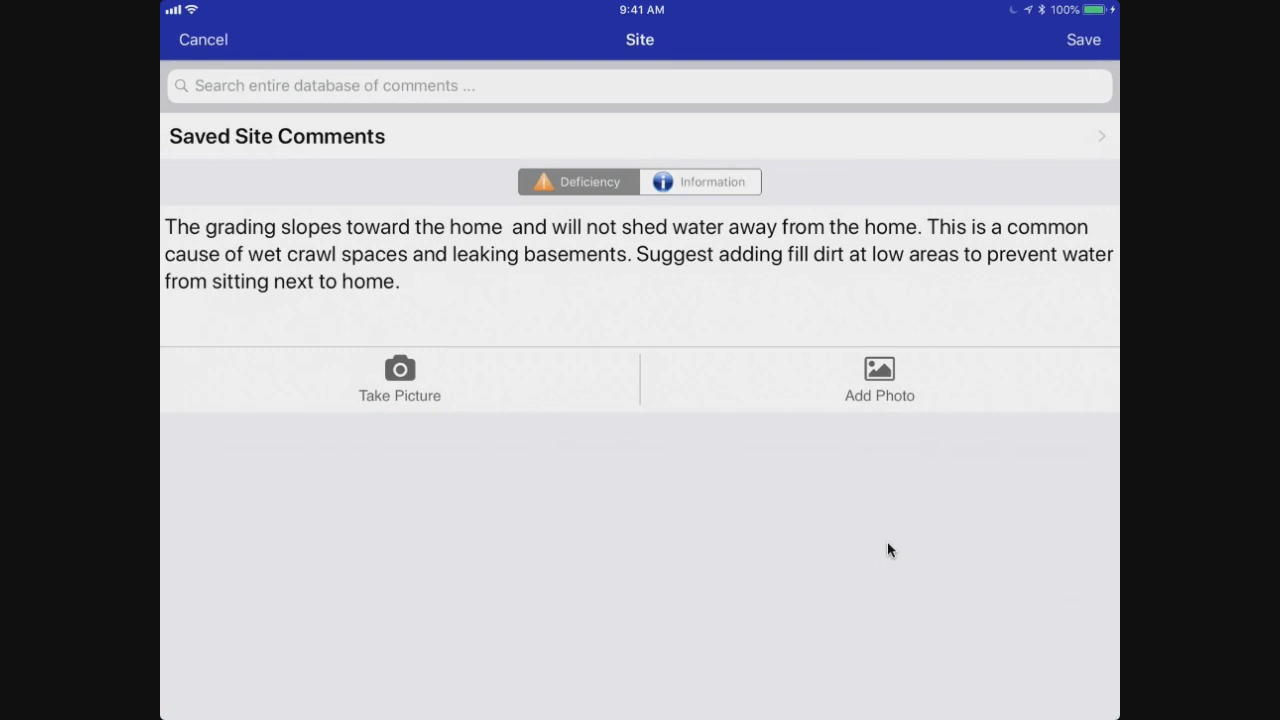 9:41 AM
100%
Cancel
Site
Save
Search entire database of comments ...
Saved Site Comments
Deficiency
Information
The grading slopes toward the home  and will not shed water away from the home. This is a common
cause of wet crawl spaces and leaking basements. Suggest adding fill dirt at low areas to prevent water
from sitting next to home.
Take Picture
Add Photo